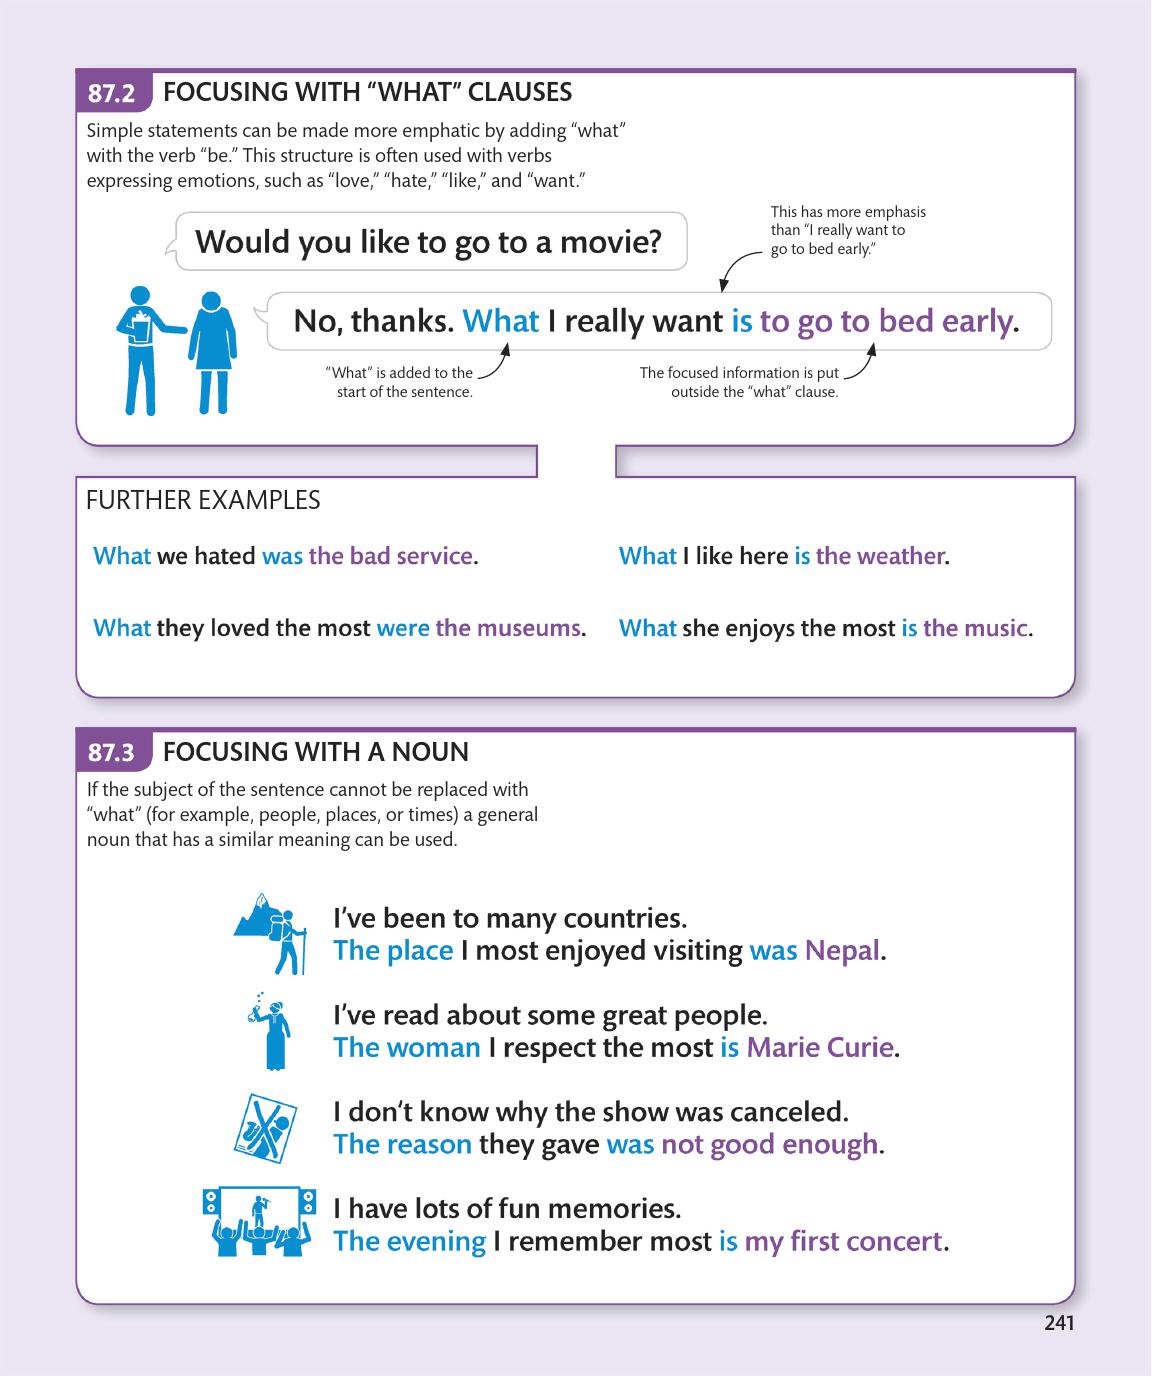 87.2 FOCUSING WITH “WHAT” CLAUSES
Simple statements can be made more emphatic by adding “what”
with the verb “be.” This structure is often used with verbs
expressing emotions, such as “love,” “hate,” “like,” and “want.”
This has more emphasis
than “I really want to
go to bed early.”
Would you like to go to a movie?
No, thanks. What I really want is to go to bed early.
“What” is added to the
start of the sentence.
The focused information is put
outside the “what” clause.
FURTHER EXAMPLES
What we hated was the bad service.
What I like here is the weather.
What they loved the most were the museums.
What she enjoys the most is the music.
87.3 FOCUSING WITH A NOUN
If the subject of the sentence cannot be replaced with
“what” (for example, people, places, or times) a general
noun that has a similar meaning can be used.
I’ve been to many countries.
The place I most enjoyed visiting was Nepal.
I’ve read about some great people.
The woman I respect the most is Marie Curie.
I don’t know why the show was canceled.
The reason they gave was not good enough.
I have lots of fun memories.
The evening I remember most is my first concert.
241